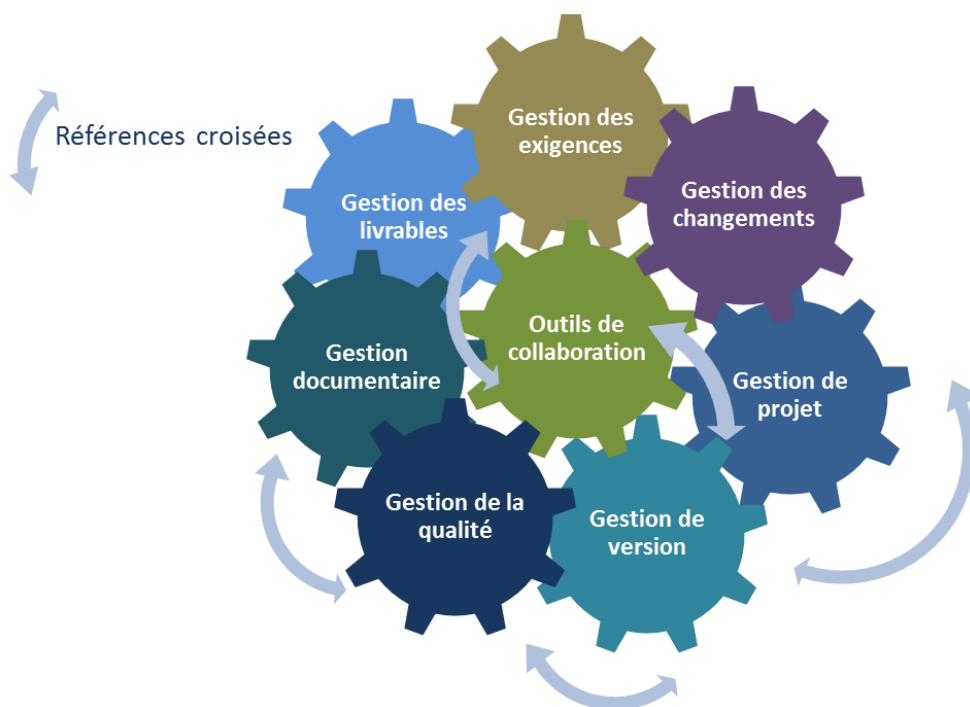 Références croisées
Gestion des
exigences
Gestion des
livrables
Gestion des
changements
Outils de
collaboration
Gestion
documentaire
Gestion de
projet
Gestion de la
qualité
Gestion de
version